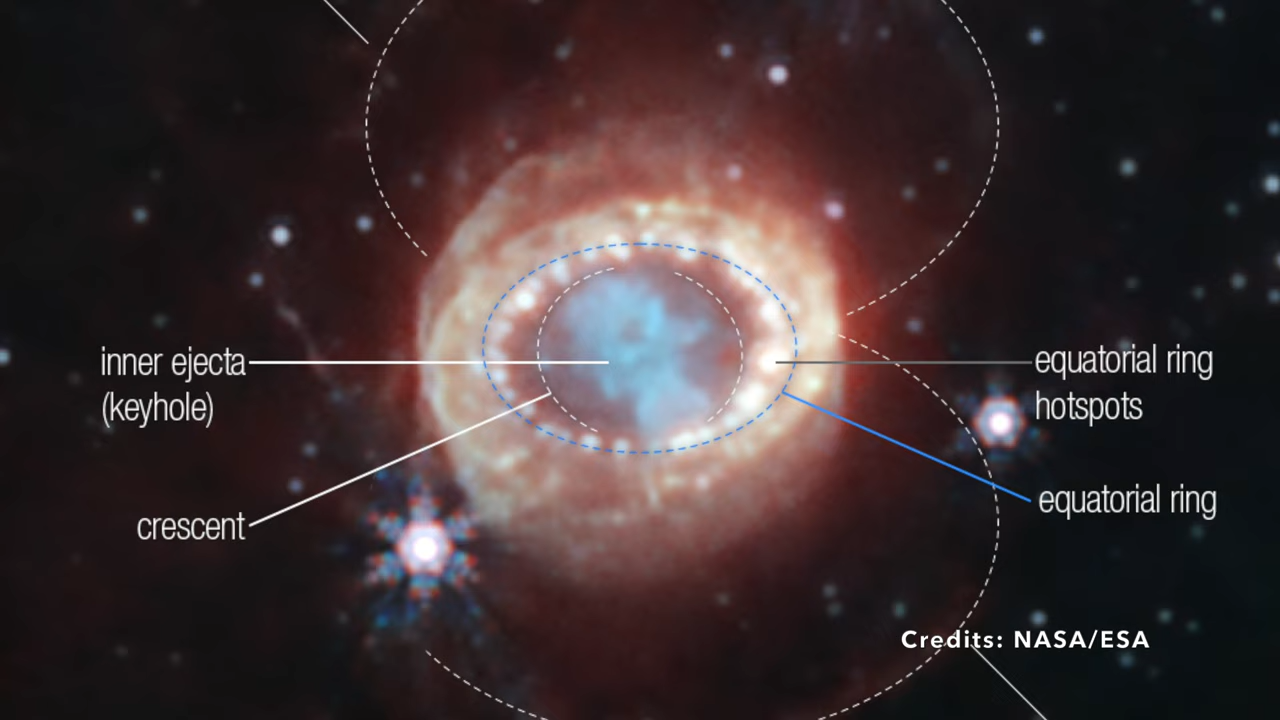 inner ejecta
(keyhole)
equatorial ring
hotspots
equatorial ring
crescent
Credits: NASA/ESA